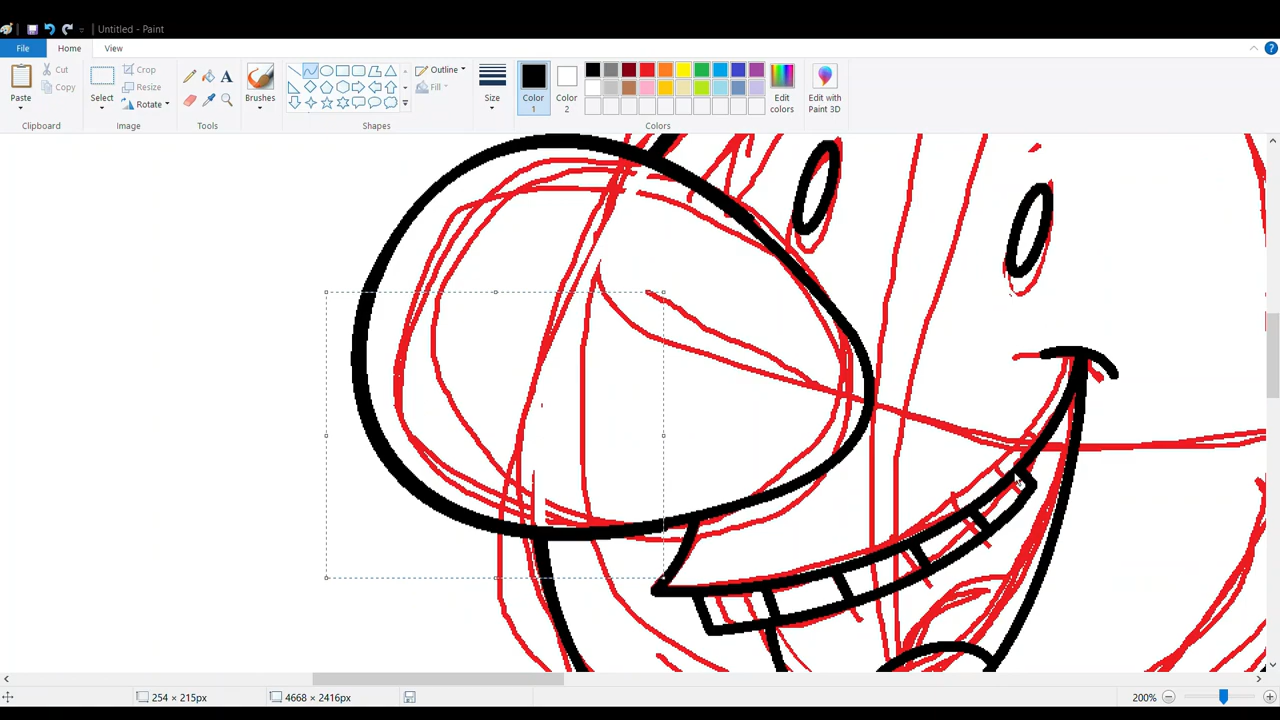 Untitled - Paint
File Home View
Paste
Cut
Copy
Clipboard
Select
Crop
Resize
Rotate
Image
A
Tools
Brushes
Outline
Fill
Shapes
Size
Color 1
Color 2
Edit colors
Colors
Edit with Paint 3D
254 × 215px
4668 × 2416px
200%